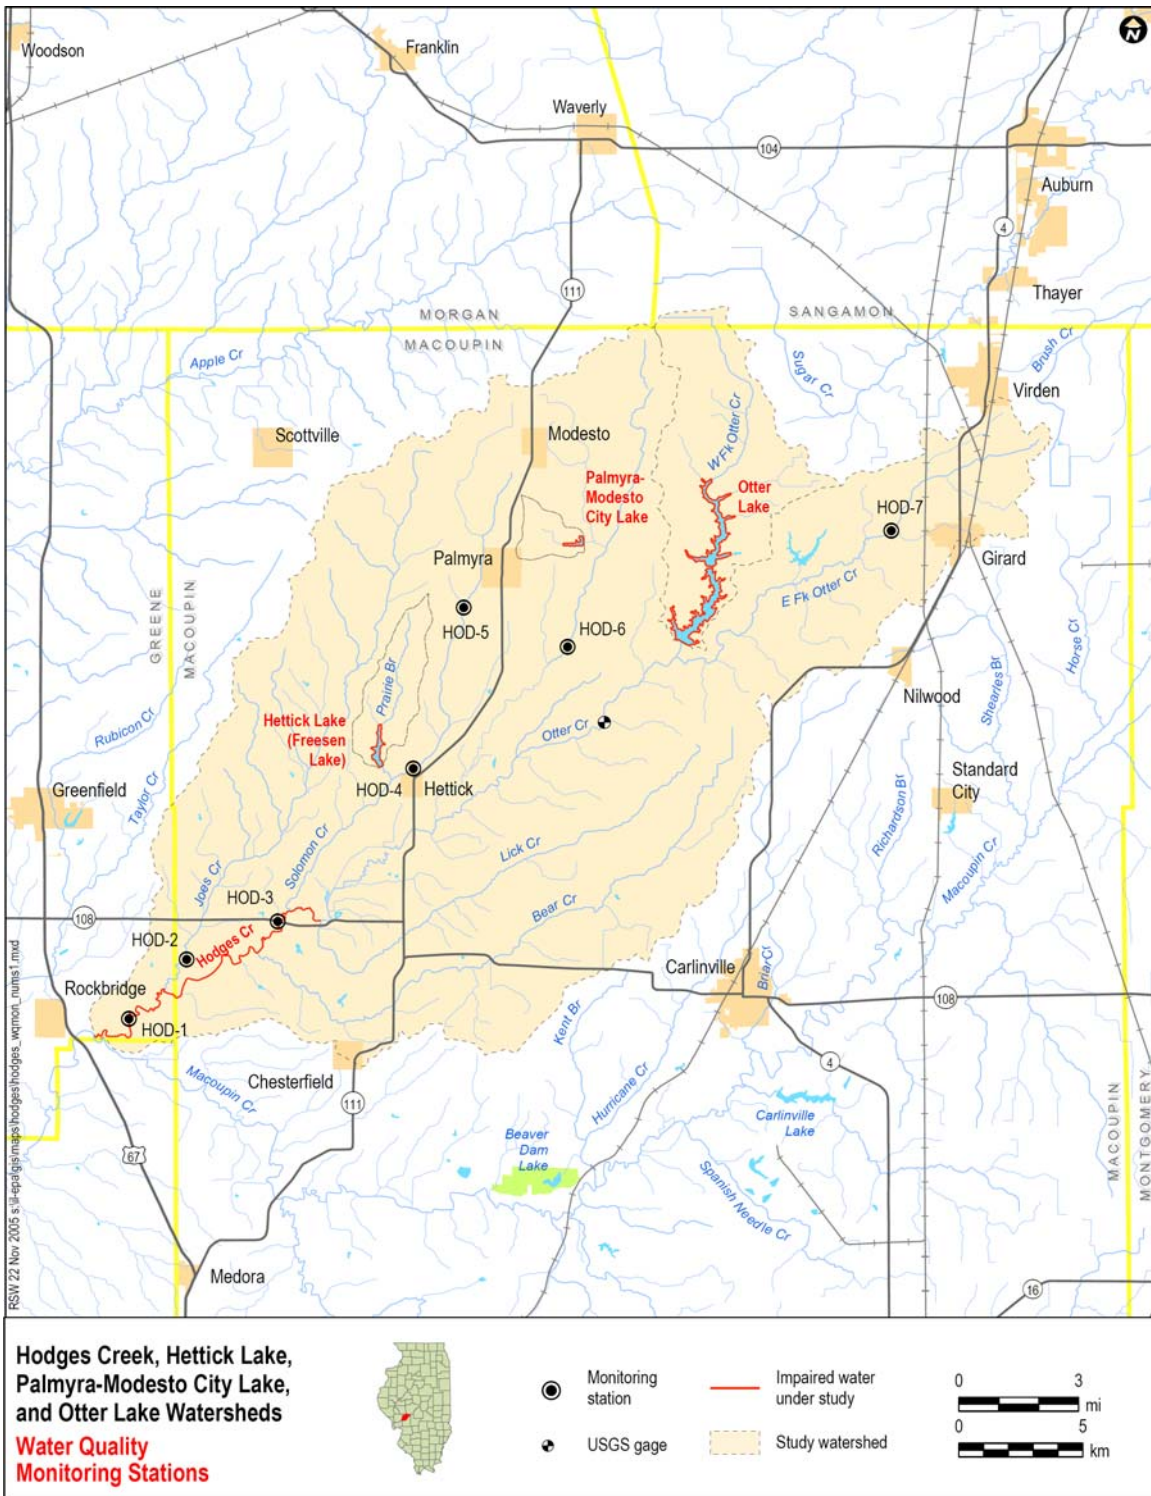 Woodson
Franklin
N
Waverly
104
Auburn
4
Thayer
111
MORGAN
SANGAMON
MACOUPIN
Apple Cr
Sugar Cr
Brush Cr
Virden
W Fk Otter Cr
Scottville
Modesto
Palmyra-
Modesto
City Lake
Otter
Lake
HOD-7
Palmyra
Girard
E Fk Otter Cr
HOD-5
HOD-6
GREENE
MACOUPIN
Horse Cr
Prairie Br
Shearles Br
Nilwood
Rubicon Cr
Hettick Lake
(Freesen
Lake)
Otter Cr
HOD-4
Hettick
Standard
City
Greenfield
Taylor Cr
Richardson Br
Solomon Cr
Lick Cr
Macoupin Cr
Joes Cr
HOD-3
Bear Cr
108
HOD-2
Hodges Cr
Carlinville
Briar Cr
Rockbridge
108
HOD-1
Kent Br
Chesterfield
4
Macoupin Cr
Hurricane Cr
111
Carlinville
Lake
MACOUPIN
MONTGOMERY
67
Beaver
Dam
Lake
Spanish Needle Cr
Medora
16
RSW 22 Nov 2005 s:\il-epa\gis\maps\hodges\hodges_wqmon_nums1.mxd
Hodges Creek, Hettick Lake,
Palmyra-Modesto City Lake,
and Otter Lake Watersheds
Water Quality
Monitoring Stations
Monitoring
station
USGS gage
Impaired water
under study
Study watershed
0 3
mi
0 5
km